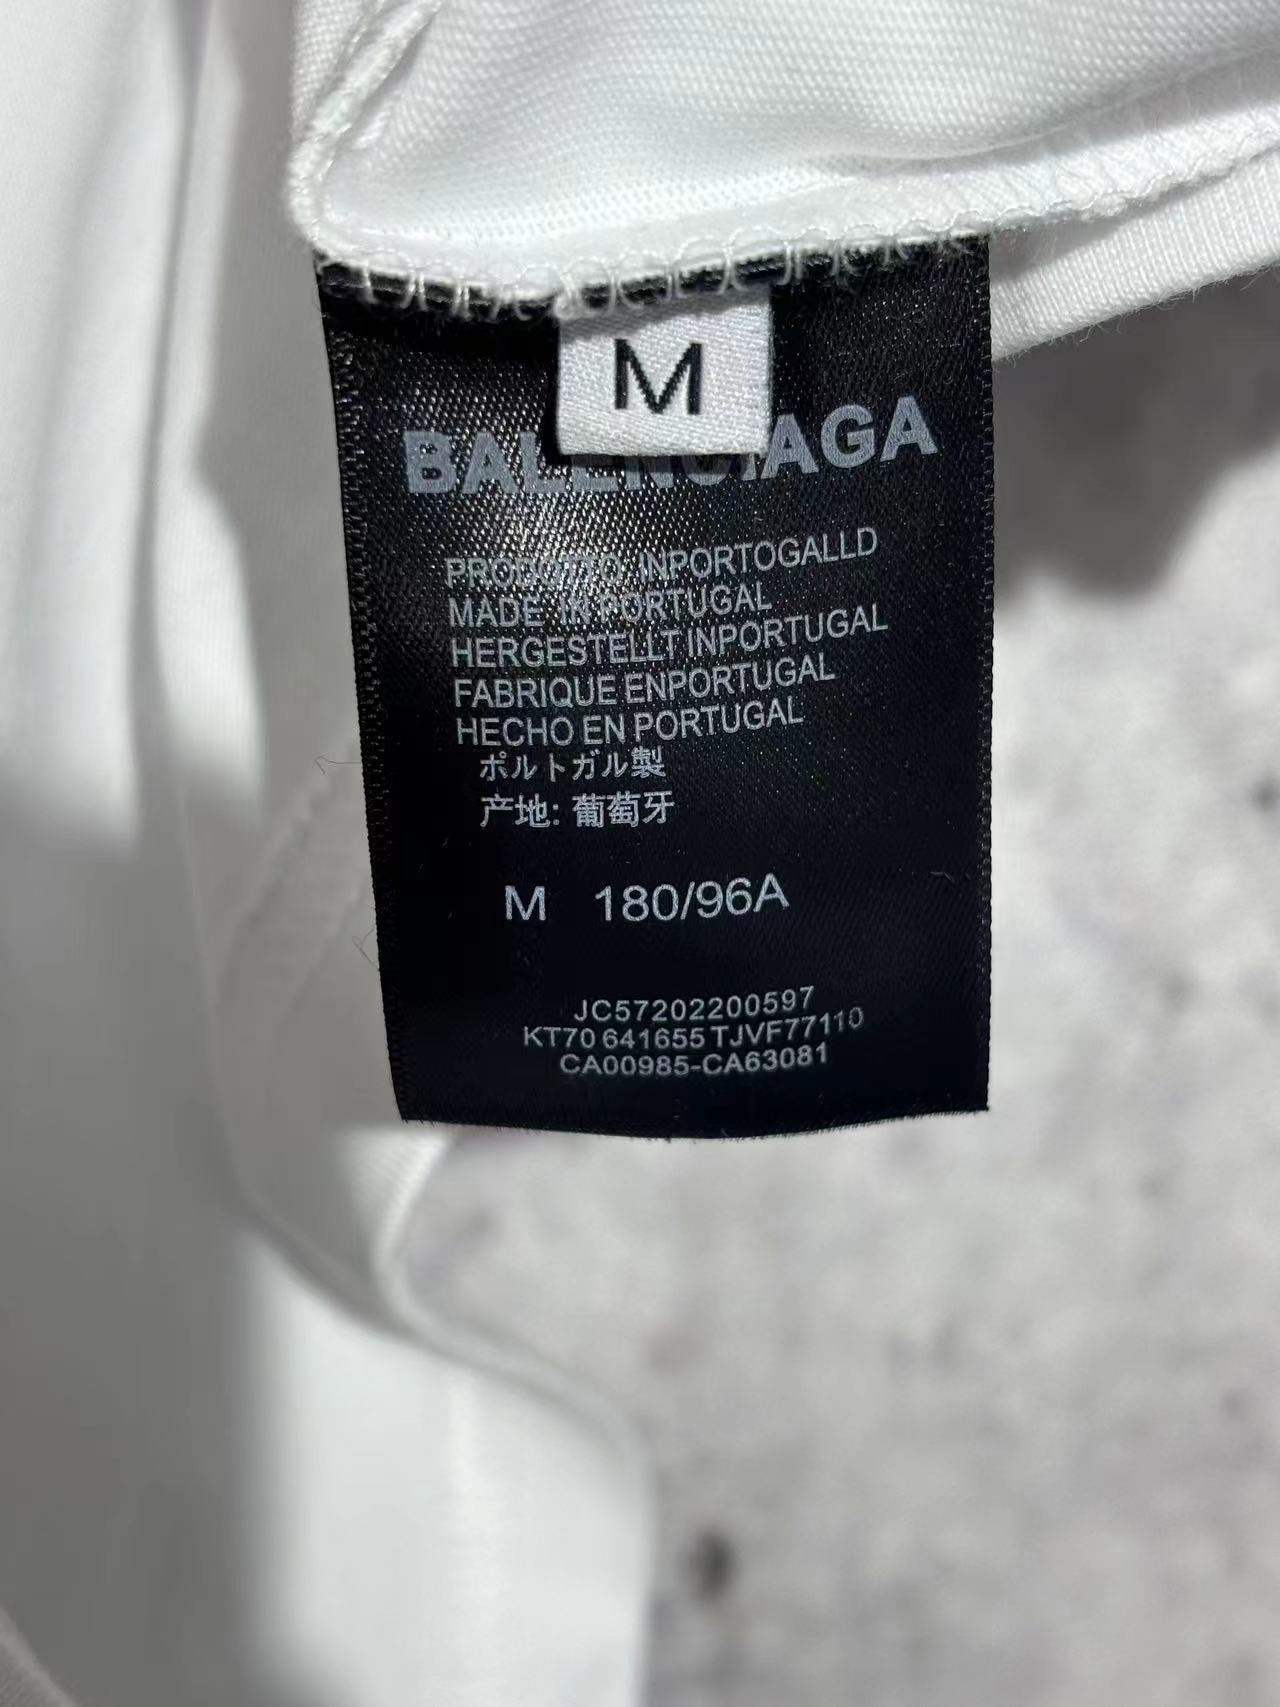 M
BALENCIAGA
PRODOTTO INPORTOGALLD
MADE IN PORTUGAL
HERGESTELLT INPORTUGAL
FABRIQUE ENPORTUGAL
HECHO EN PORTUGAL
ポルトガル製
产地: 葡萄牙
M 180/96A
JC57202200597
KT70 641655 TJVF77110
CA00985-CA63081